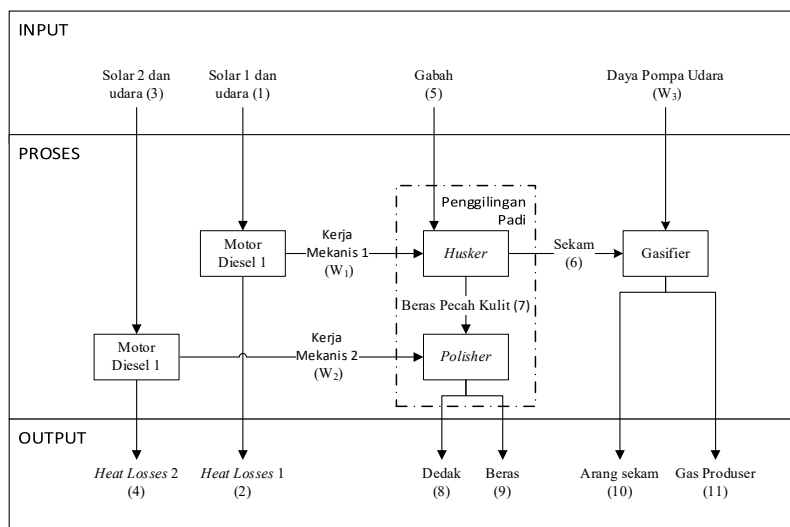 INPUT
Solar 2 dan
udara (3)
Solar 1 dan
udara (1)
Gabah
(5)
Daya Pompa Udara
(W₃)
PROSES
Penggilingan
Padi
Motor
Diesel 1
Kerja
Mekanis 1
(W₁)
Husker
Sekam
(6)
Gasifier
Beras Pecah Kulit (7)
Motor
Diesel 1
Kerja
Mekanis 2
(W₂)
Polisher
OUTPUT
Heat Losses 2
(4)
Heat Losses 1
(2)
Dedak
(8)
Beras
(9)
Arang sekam
(10)
Gas Produser
(11)